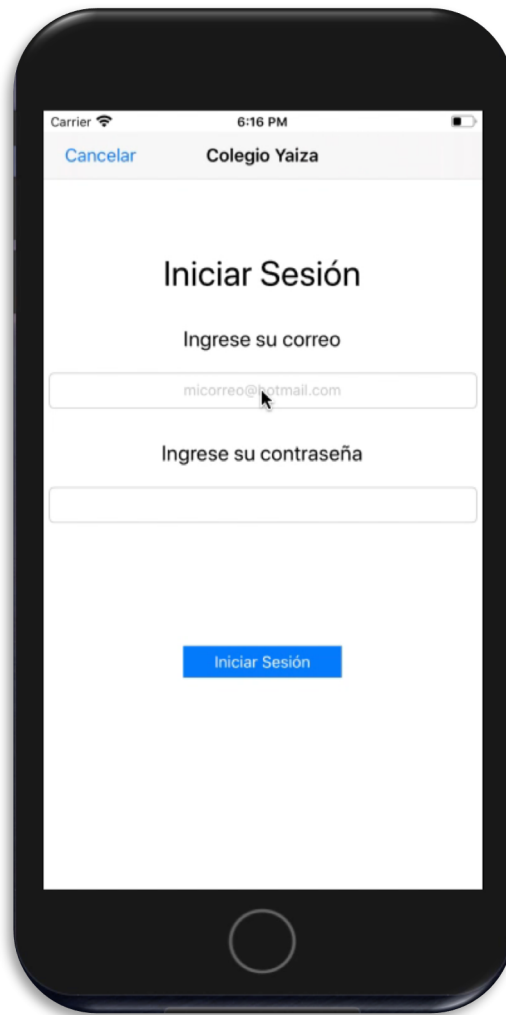 Carrier 6:16 PM
Cancelar Colegio Yaiza
Iniciar Sesión
Ingrese su correo
micorreo@hotmail.com
Ingrese su contraseña
Iniciar Sesión